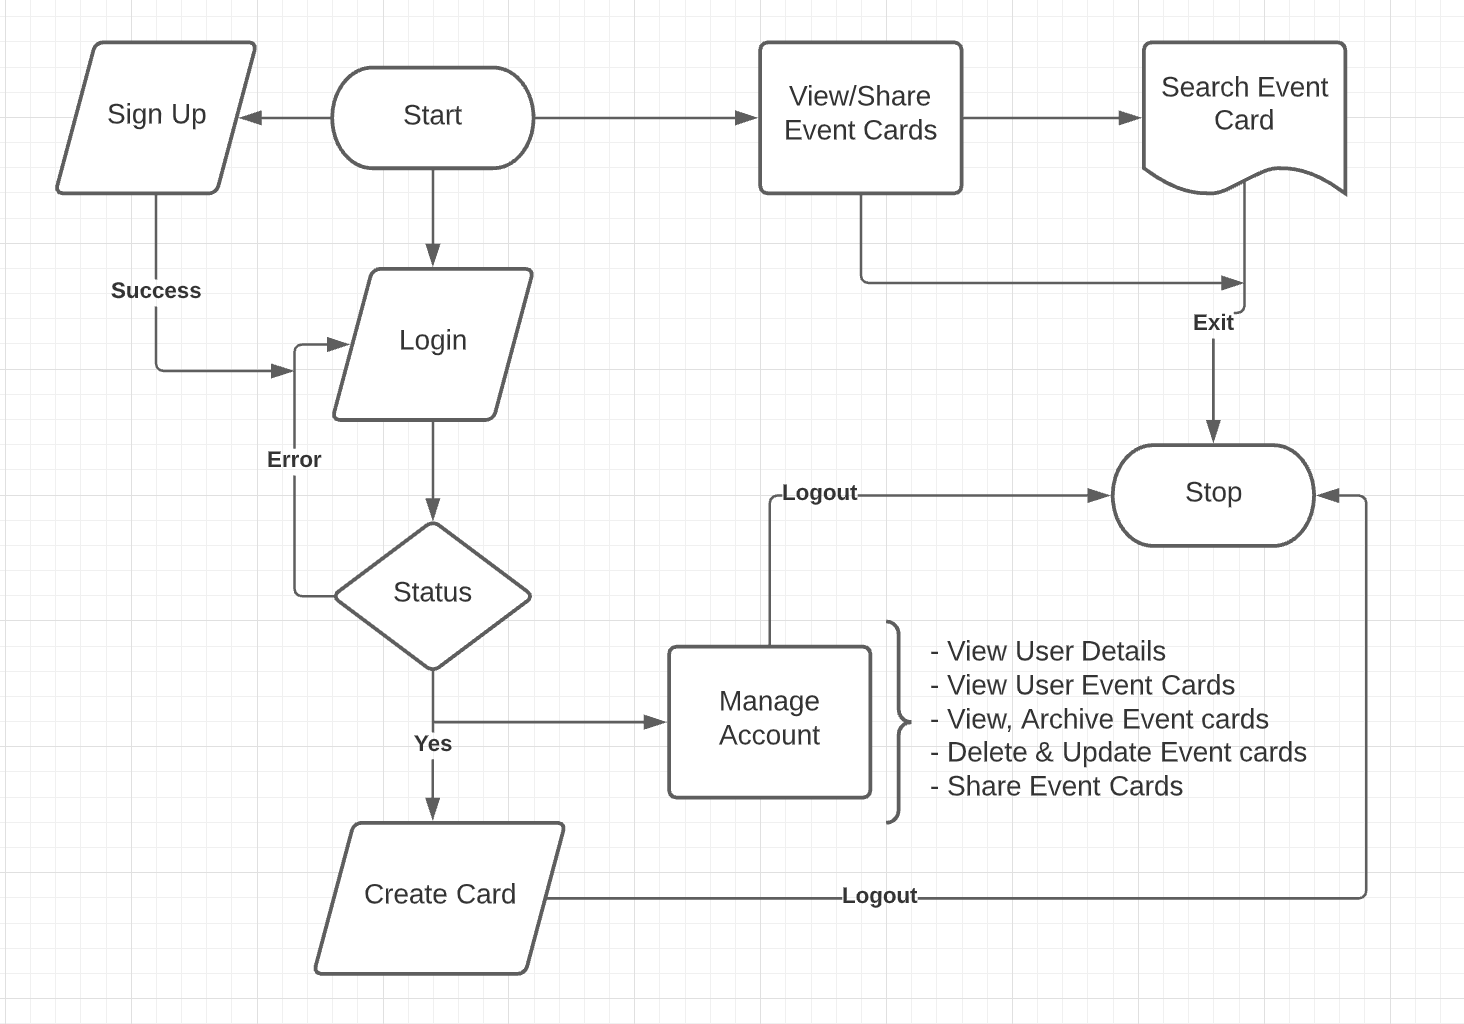 Sign Up
Start
View/Share
Event Cards
Search Event
Card
Success
Login
Exit
Error
Logout
Stop
Status
Manage
Account
- View User Details
- View User Event Cards
- View, Archive Event cards
- Delete & Update Event cards
- Share Event Cards
Yes
Create Card
Logout